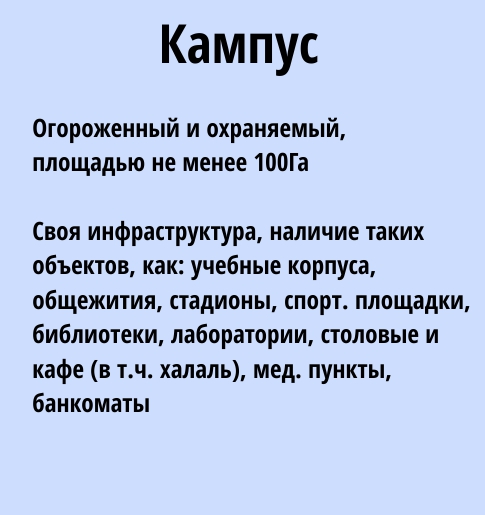 Кампус
Огороженный и охраняемый,
площадью не менее 100Га
Своя инфраструктура, наличие таких
объектов, как: учебные корпуса,
общежития, стадионы, спорт. площадки,
библиотеки, лаборатории, столовые и
кафе (в т.ч. халаль), мед. пункты,
банкоматы